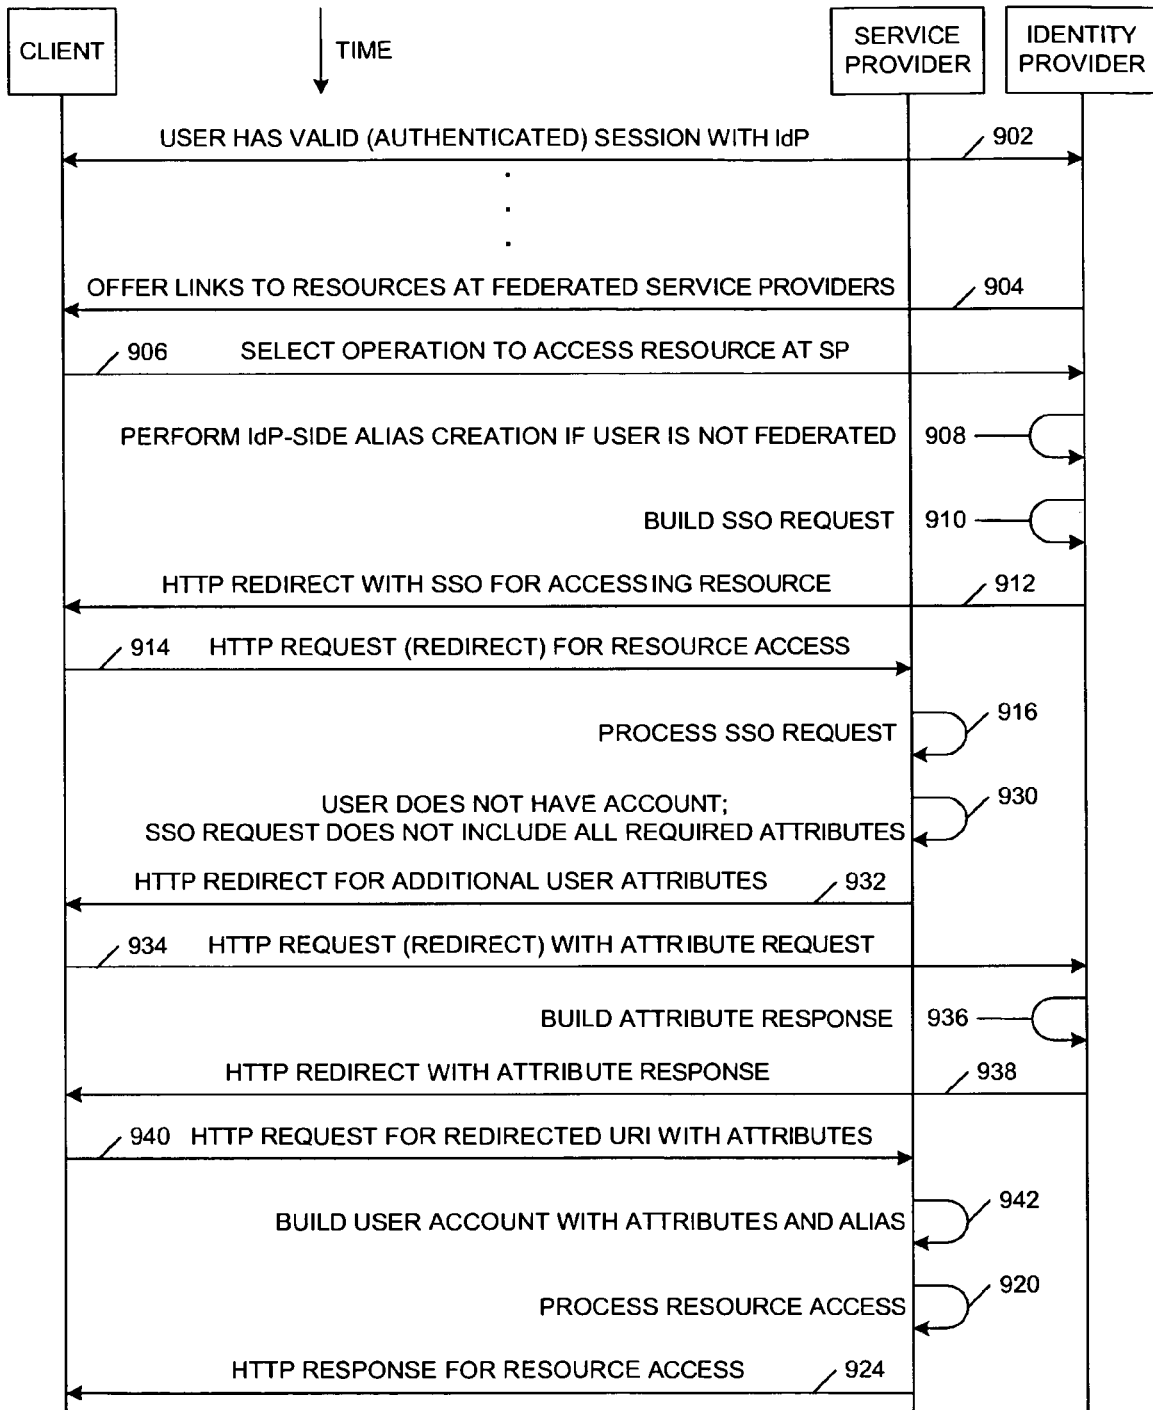 CLIENT
TIME
SERVICE
PROVIDER
IDENTITY
PROVIDER
USER HAS VALID (AUTHENTICATED) SESSION WITH IdP
902
OFFER LINKS TO RESOURCES AT FEDERATED SERVICE PROVIDERS
904
906
SELECT OPERATION TO ACCESS RESOURCE AT SP
PERFORM IdP-SIDE ALIAS CREATION IF USER IS NOT FEDERATED
908
BUILD SSO REQUEST
910
HTTP REDIRECT WITH SSO FOR ACCESSING RESOURCE
912
914
HTTP REQUEST (REDIRECT) FOR RESOURCE ACCESS
PROCESS SSO REQUEST
916
USER DOES NOT HAVE ACCOUNT;
SSO REQUEST DOES NOT INCLUDE ALL REQUIRED ATTRIBUTES
930
HTTP REDIRECT FOR ADDITIONAL USER ATTRIBUTES
932
934
HTTP REQUEST (REDIRECT) WITH ATTRIBUTE REQUEST
BUILD ATTRIBUTE RESPONSE
936
HTTP REDIRECT WITH ATTRIBUTE RESPONSE
938
940
HTTP REQUEST FOR REDIRECTED URI WITH ATTRIBUTES
BUILD USER ACCOUNT WITH ATTRIBUTES AND ALIAS
942
PROCESS RESOURCE ACCESS
920
HTTP RESPONSE FOR RESOURCE ACCESS
924